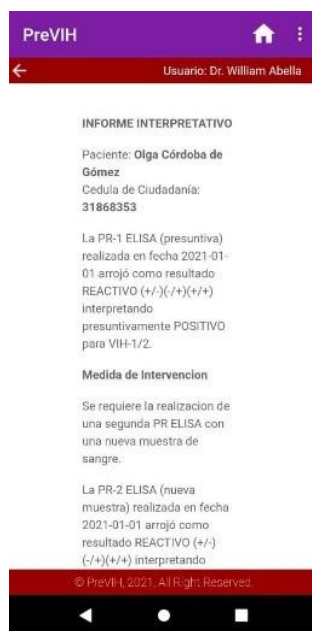 PreVIH
Usuario: Dr. William Abella
INFORME INTERPRETATIVO
Paciente: Olga Córdoba de
Gómez
Cedula de Ciudadanía:
31868353
La PR-1 ELISA (presuntiva)
realizada en fecha 2021-01-
01 arrojó como resultado
REACTIVO (+/-)(-/+)(+/+)
interpretando
presuntivamente POSITIVO
para VIH-1/2.
Medida de Intervencion
Se requiere la realizacion de
una segunda PR ELISA con
una nueva muestra de
sangre.
La PR-2 ELISA (nueva
muestra) realizada en fecha
2021-01-01 arrojó como
resultado REACTIVO (+/-)
(-/+)(+/+) interpretando
© PreVIH, 2021. All Right Reserved.